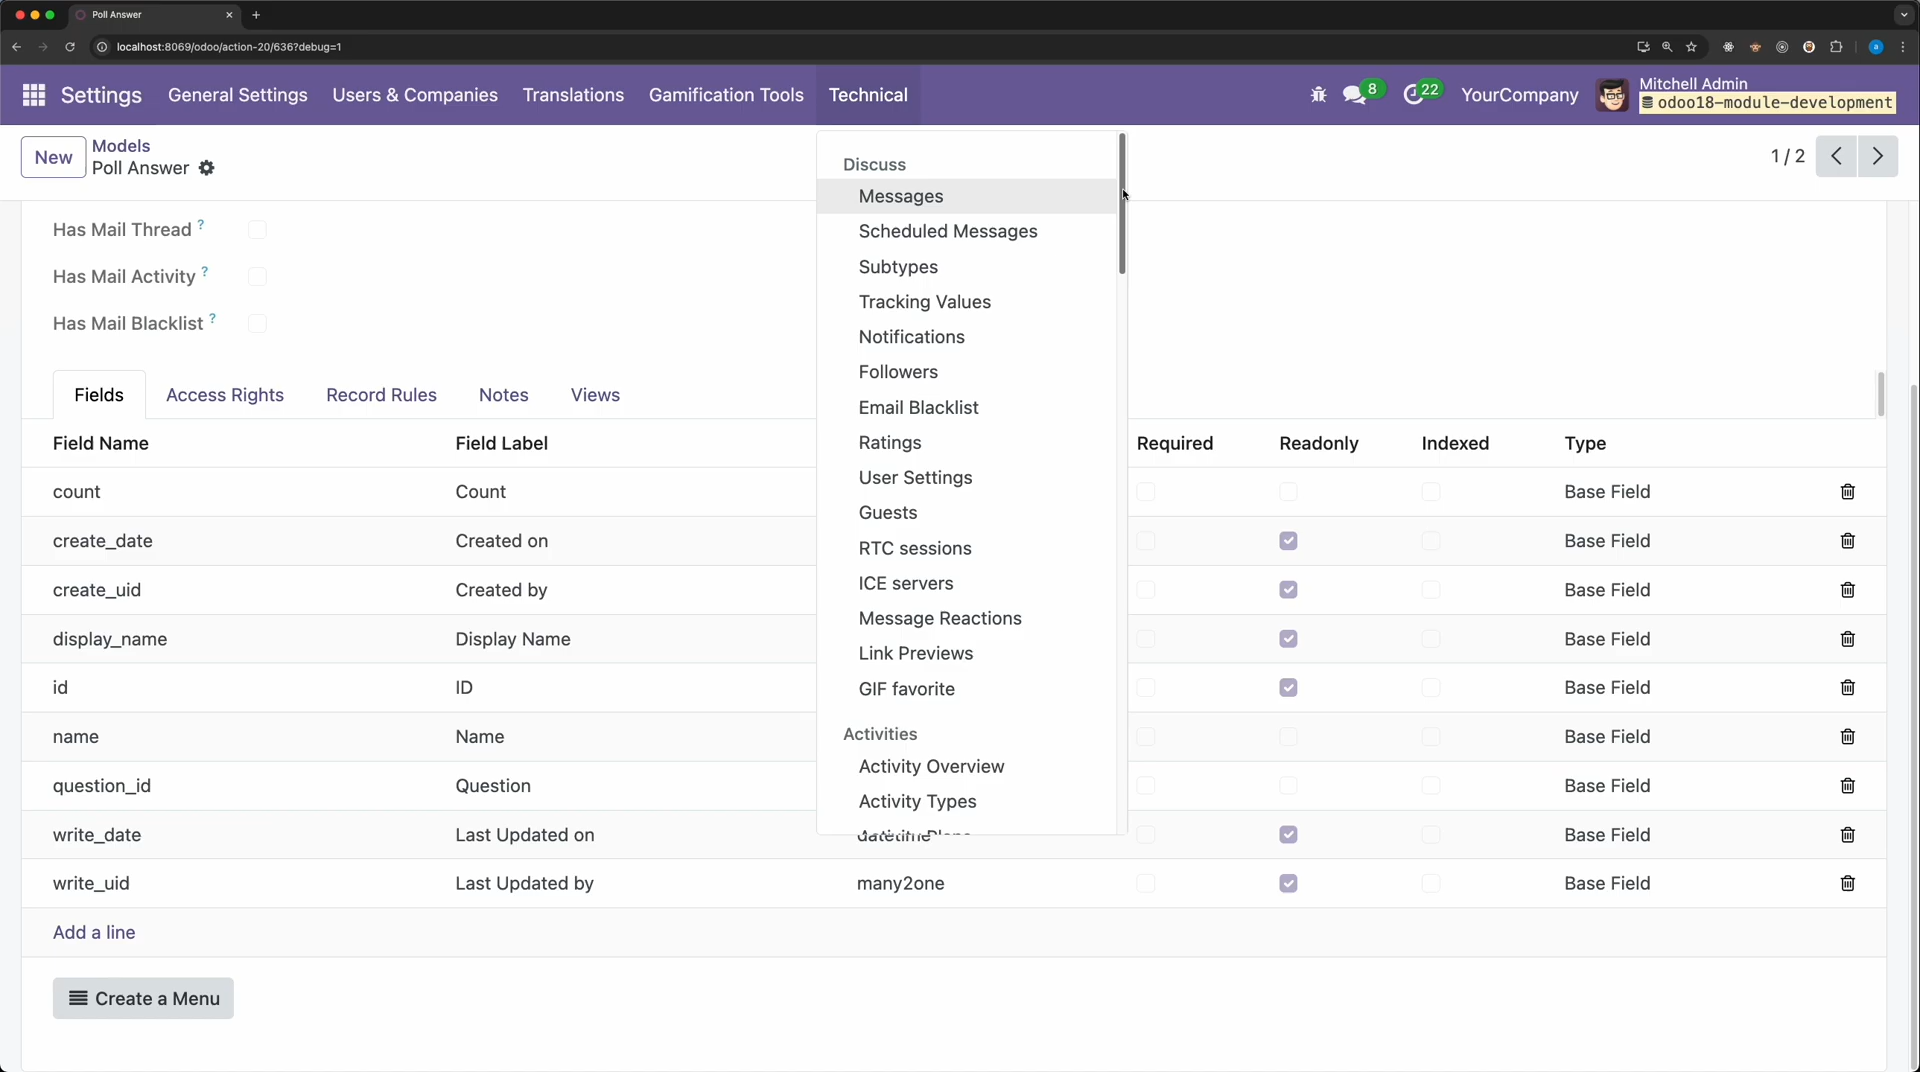 Poll Answer
localhost:8069/odoo/action-20/636?debug=1
a
Settings
General Settings
Users & Companies
Translations
Gamification Tools
Technical
8
22
YourCompany
Mitchell Admin
odoo18-module-development
New
Models
Poll Answer
1 / 2
Discuss
Messages
Scheduled Messages
Subtypes
Tracking Values
Notifications
Followers
Email Blacklist
Ratings
User Settings
Guests
RTC sessions
ICE servers
Message Reactions
Link Previews
GIF favorite
Activities
Activity Overview
Activity Types
Has Mail Thread ?
Has Mail Activity ?
Has Mail Blacklist ?
Fields
Access Rights
Record Rules
Notes
Views
Field Name Field Label Required Readonly Indexed Type
count Count Base Field
create_date Created on Base Field
create_uid Created by Base Field
display_name Display Name Base Field
id ID Base Field
name Name Base Field
question_id Question Base Field
write_date Last Updated on Base Field
write_uid Last Updated by many2one Base Field
Add a line
Create a Menu